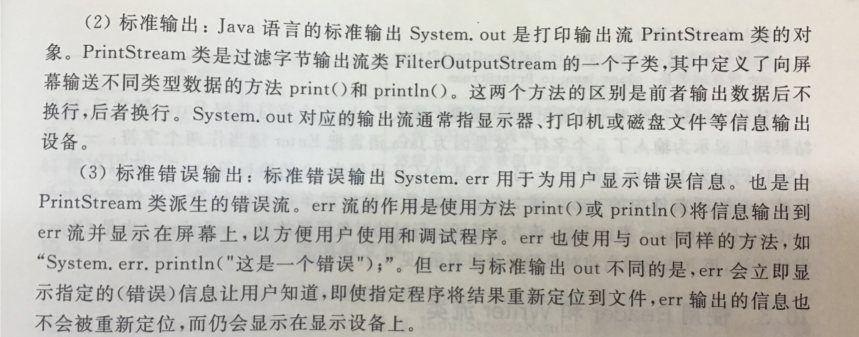 (2) 标准输出：Java 语言的标准输出 System. out 是打印输出流 PrintStream 类的对
象。PrintStream 类是过滤字节输出流类 FilterOutputStream 的一个子类,其中定义了向屏
幕输送不同类型数据的方法 print()和 println()。这两个方法的区别是前者输出数据后不
换行,后者换行。System. out 对应的输出流通常指显示器、打印机或磁盘文件等信息输出
设备。
(3) 标准错误输出：标准错误输出 System. err 用于为用户显示错误信息。也是由
PrintStream 类派生的错误流。err 流的作用是使用方法 print()或 println()将信息输出到
err 流并显示在屏幕上,以方便用户使用和调试程序。err 也使用与 out 同样的方法,如
“System. err. println("这是一个错误");”。但 err 与标准输出 out 不同的是,err 会立即显
示指定的(错误)信息让用户知道,即使指定程序将结果重新定位到文件,err 输出的信息也
不会被重新定位,而仍会显示在显示设备上。